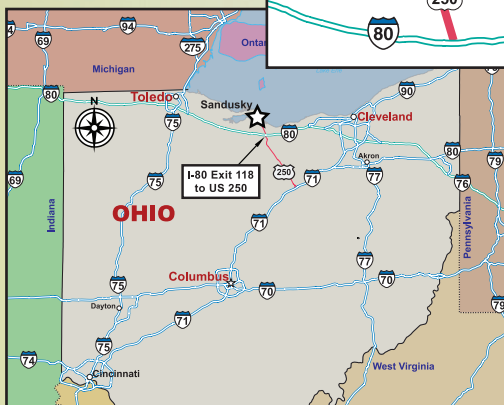 250
80
94
69
275
Ontar
Michigan
80
Toledo
Sandusky
90
N
Cleveland
75
80
Akron
80
79
69
75
I-80 Exit 118
to US 250
250
71
77
76
Indiana
OHIO
71
Pennsylvania
77
Columbus
75
70
70
Dayton
71
79
75
74
West Virginia
Cincinnati